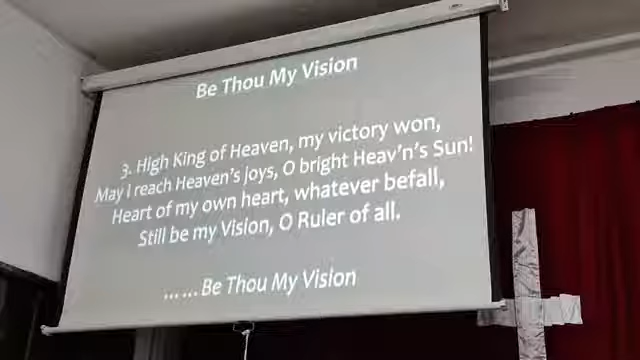 Be Thou My Vision
3. High King of Heaven, my victory won,
May I reach Heaven's joys, O bright Heav'n's Sun!
Heart of my own heart, whatever befall,
Still be my Vision, O Ruler of all.
...... Be Thou My Vision